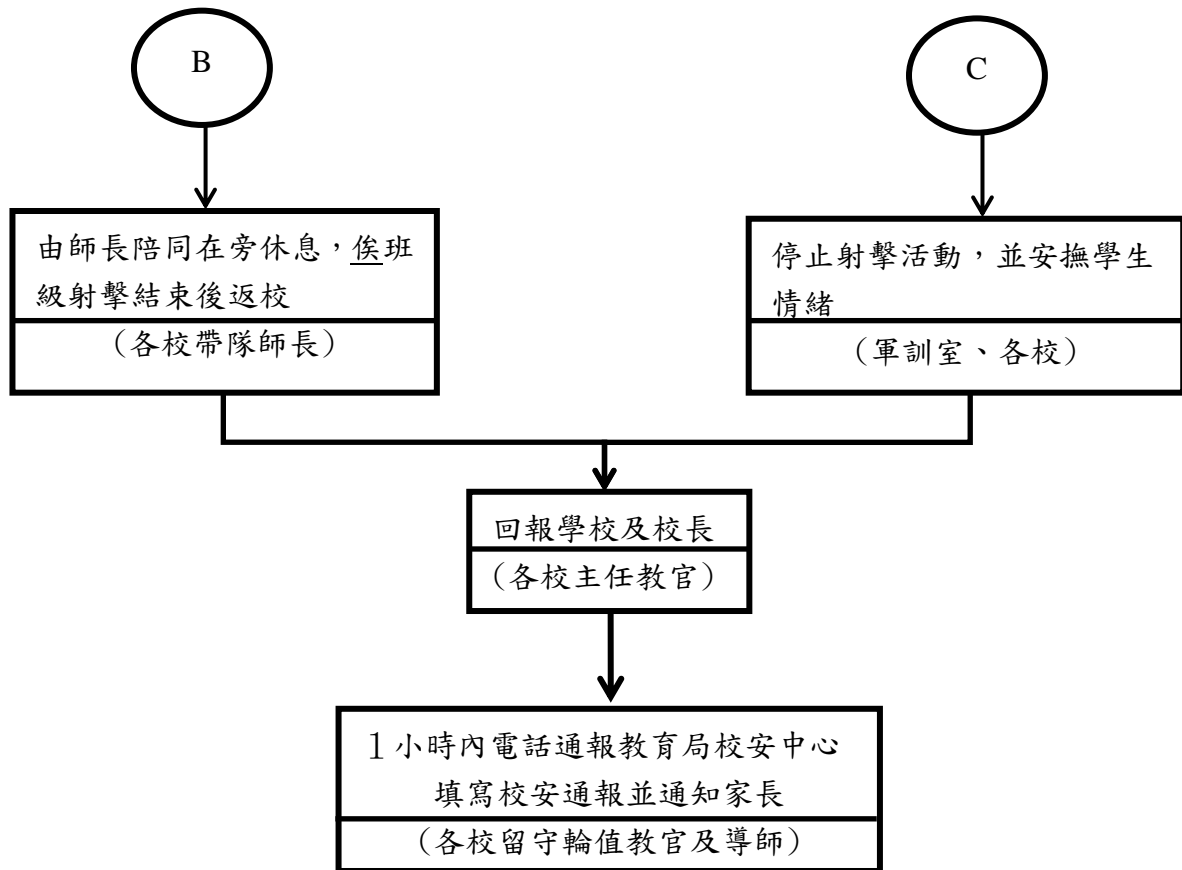 B
C
由師長陪同在旁休息，俟班
級射擊結束後返校
（各校帶隊師長）
停止射擊活動，並安撫學生
情緒
（軍訓室、各校）
回報學校及校長
（各校主任教官）
１小時內電話通報教育局校安中心
填寫校安通報並通知家長
（各校留守輪值教官及導師）